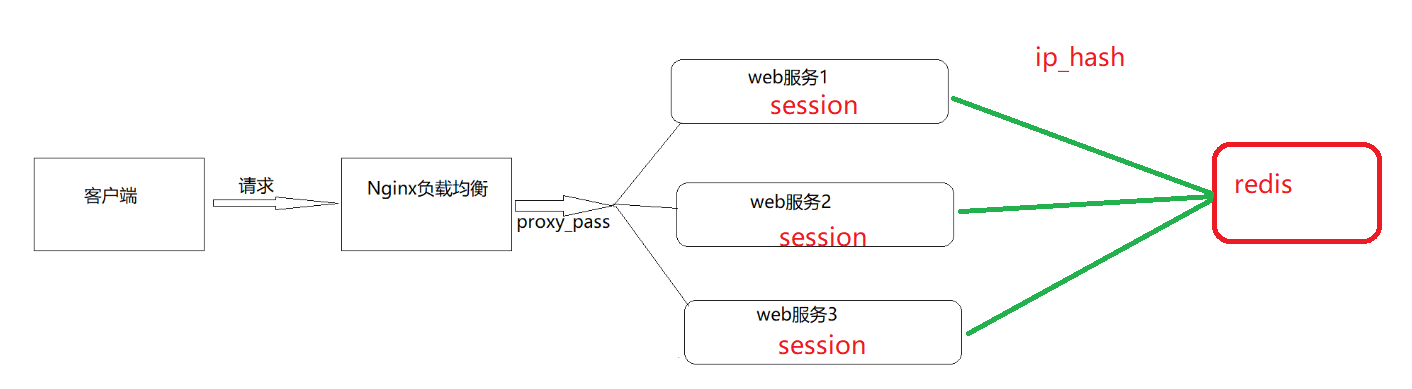 客户端
请求
Nginx负载均衡
proxy_pass
web服务1
session
web服务2
session
web服务3
session
ip_hash
redis